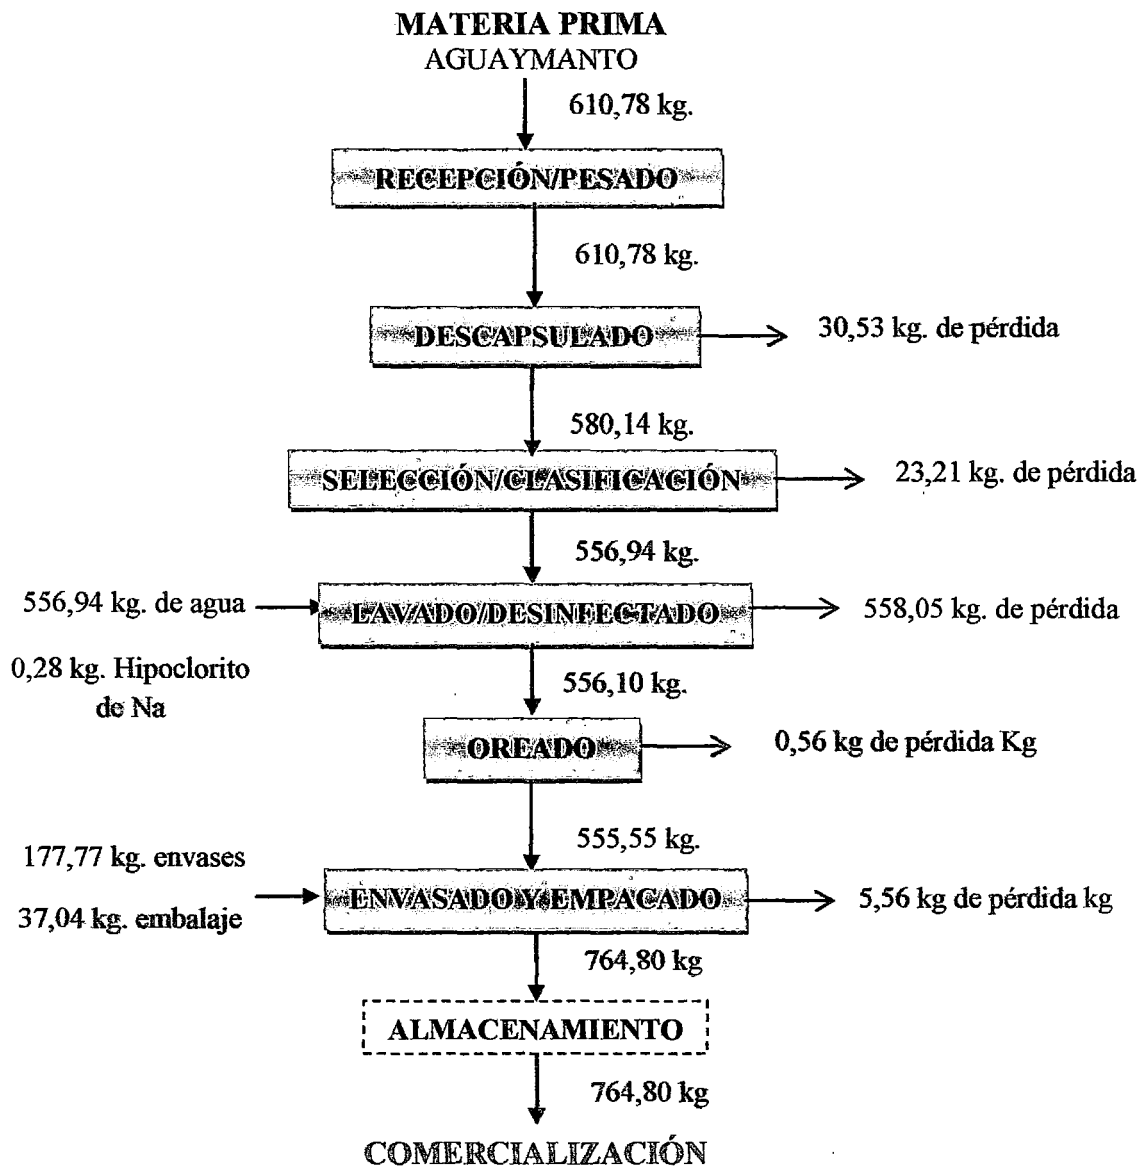 MATERIA PRIMA
AGUAYMANTO
610,78 kg.
RECEPCIÓN/PESADO
610,78 kg.
DESCAPSULADO
30,53 kg. de pérdida
580,14 kg.
SELECCIÓN/CLASIFICACIÓN
23,21 kg. de pérdida
556,94 kg.
556,94 kg. de agua
LAVADO/DESINFECTADO
558,05 kg. de pérdida
0,28 kg. Hipoclorito
de Na
556,10 kg.
OREADO
0,56 kg de pérdida Kg
555,55 kg.
177,77 kg. envases
ENVASADO Y EMPACADO
5,56 kg de pérdida kg
37,04 kg. embalaje
764,80 kg
ALMACENAMIENTO
764,80 kg
COMERCIALIZACIÓN